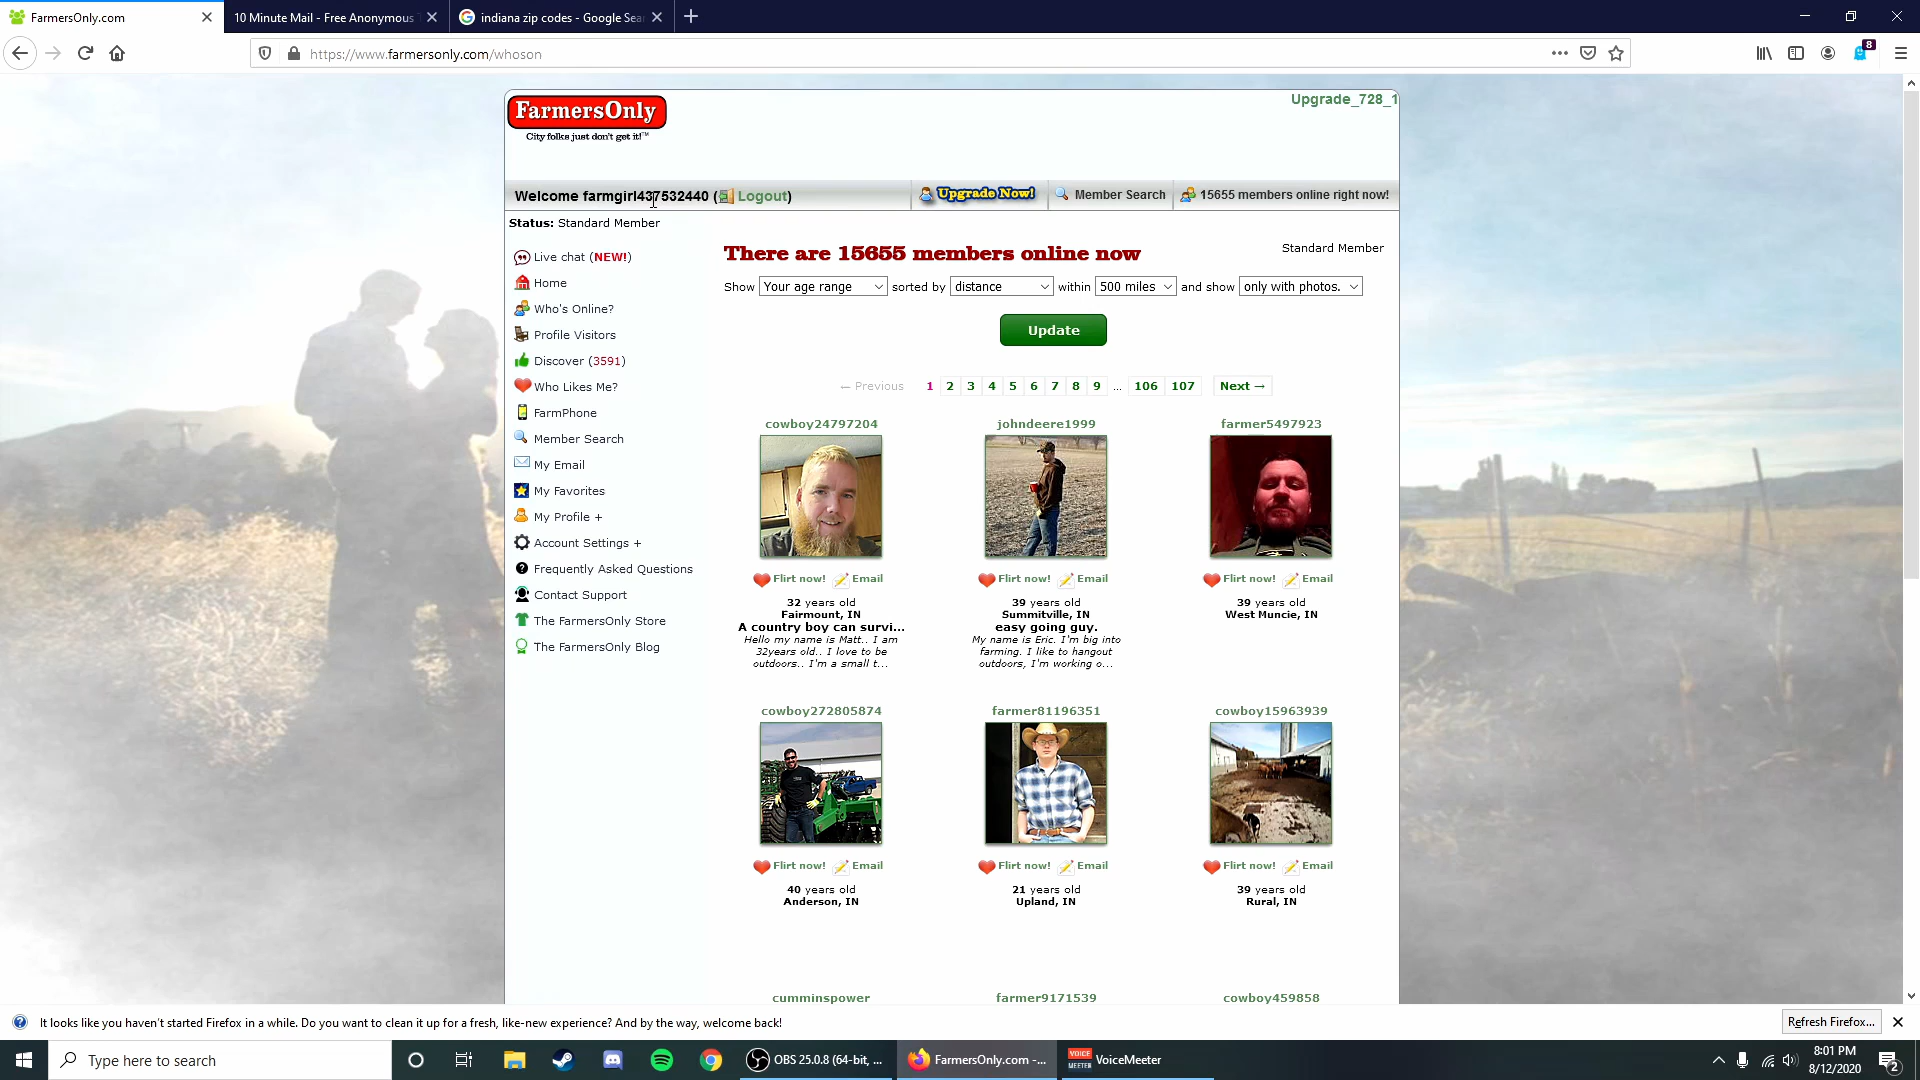 FarmersOnly.com
10 Minute Mail - Free Anonymous
indiana zip codes - Google Sea
https://www.farmersonly.com/whoson
8
FarmersOnly
City folks just don't get it!™
Upgrade_728_1
Welcome farmgirl437532440 (Logout)
Upgrade Now!
Member Search
15655 members online right now!
Status: Standard Member
Live chat (NEW!)
Home
Who's Online?
Profile Visitors
Discover (3591)
Who Likes Me?
FarmPhone
Member Search
My Email
My Favorites
My Profile +
Account Settings +
Frequently Asked Questions
Contact Support
The FarmersOnly Store
The FarmersOnly Blog
There are 15655 members online now
Standard Member
Show Your age range sorted by distance within 500 miles and show only with photos.
Update
← Previous 1 2 3 4 5 6 7 8 9 ... 106 107 Next →
cowboy24797204
Flirt now! Email
32 years old
Fairmount, IN
A country boy can survi...
Hello my name is Matt.. I am
32years old.. I love to be
outdoors.. I'm a small t...
johndeere1999
Flirt now! Email
39 years old
Summitville, IN
easy going guy.
My name is Eric. I'm big into
farming. I like to hangout
outdoors, I'm working o...
farmer5497923
Flirt now! Email
39 years old
West Muncie, IN
cowboy272805874
Flirt now! Email
40 years old
Anderson, IN
farmer81196351
Flirt now! Email
21 years old
Upland, IN
cowboy15963939
Flirt now! Email
39 years old
Rural, IN
cumminspower
farmer9171539
cowboy459858
It looks like you haven't started Firefox in a while. Do you want to clean it up for a fresh, like-new experience? And by the way, welcome back!
Refresh Firefox...
Type here to search
OBS 25.0.8 (64-bit, ...
FarmersOnly.com -...
VOICE
MEETER
VoiceMeeter
8:01 PM
8/12/2020
2